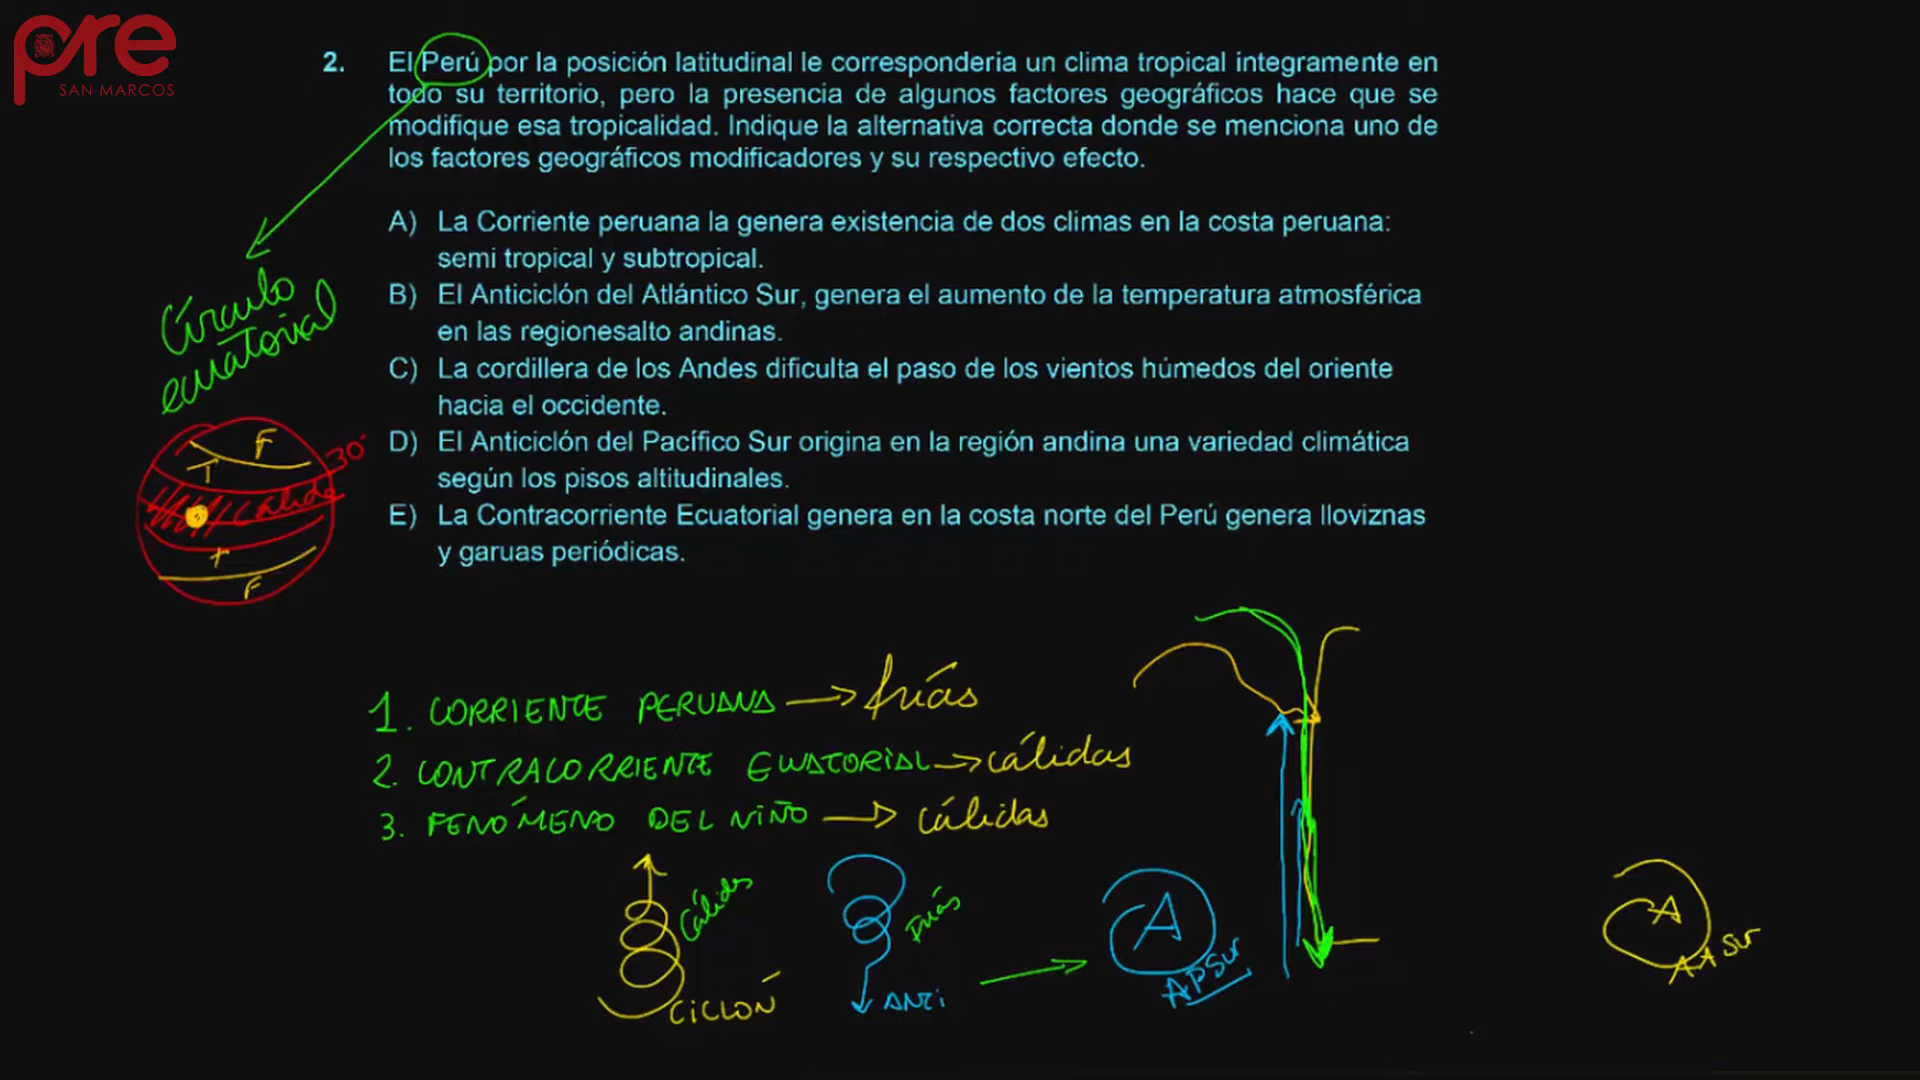 pre
SAN MARCOS
2. El Perú por la posición latitudinal le correspondería un clima tropical íntegramente en
todo su territorio, pero la presencia de algunos factores geográficos hace que se
modifique esa tropicalidad. Indique la alternativa correcta donde se menciona uno de
los factores geográficos modificadores y su respectivo efecto.
A) La Corriente peruana la genera existencia de dos climas en la costa peruana:
semi tropical y subtropical.
B) El Anticiclón del Atlántico Sur, genera el aumento de la temperatura atmosférica
en las regionesalto andinas.
C) La cordillera de los Andes dificulta el paso de los vientos húmedos del oriente
hacia el occidente.
D) El Anticiclón del Pacífico Sur origina en la región andina una variedad climática
según los pisos altitudinales.
E) La Contracorriente Ecuatorial genera en la costa norte del Perú genera lloviznas
y garuas periódicas.
Círculo
ecuatorial
F
T
30°
Cálida
T
F
1. CORRIENTE PERUANA → frías
2. CONTRACORRIENTE ECUATORIAL → cálidas
3. FENÓMENO DEL NIÑO → cálidas
Cálidos
CICLÓN
Frías
ANTI
A
APSur
A
AASur